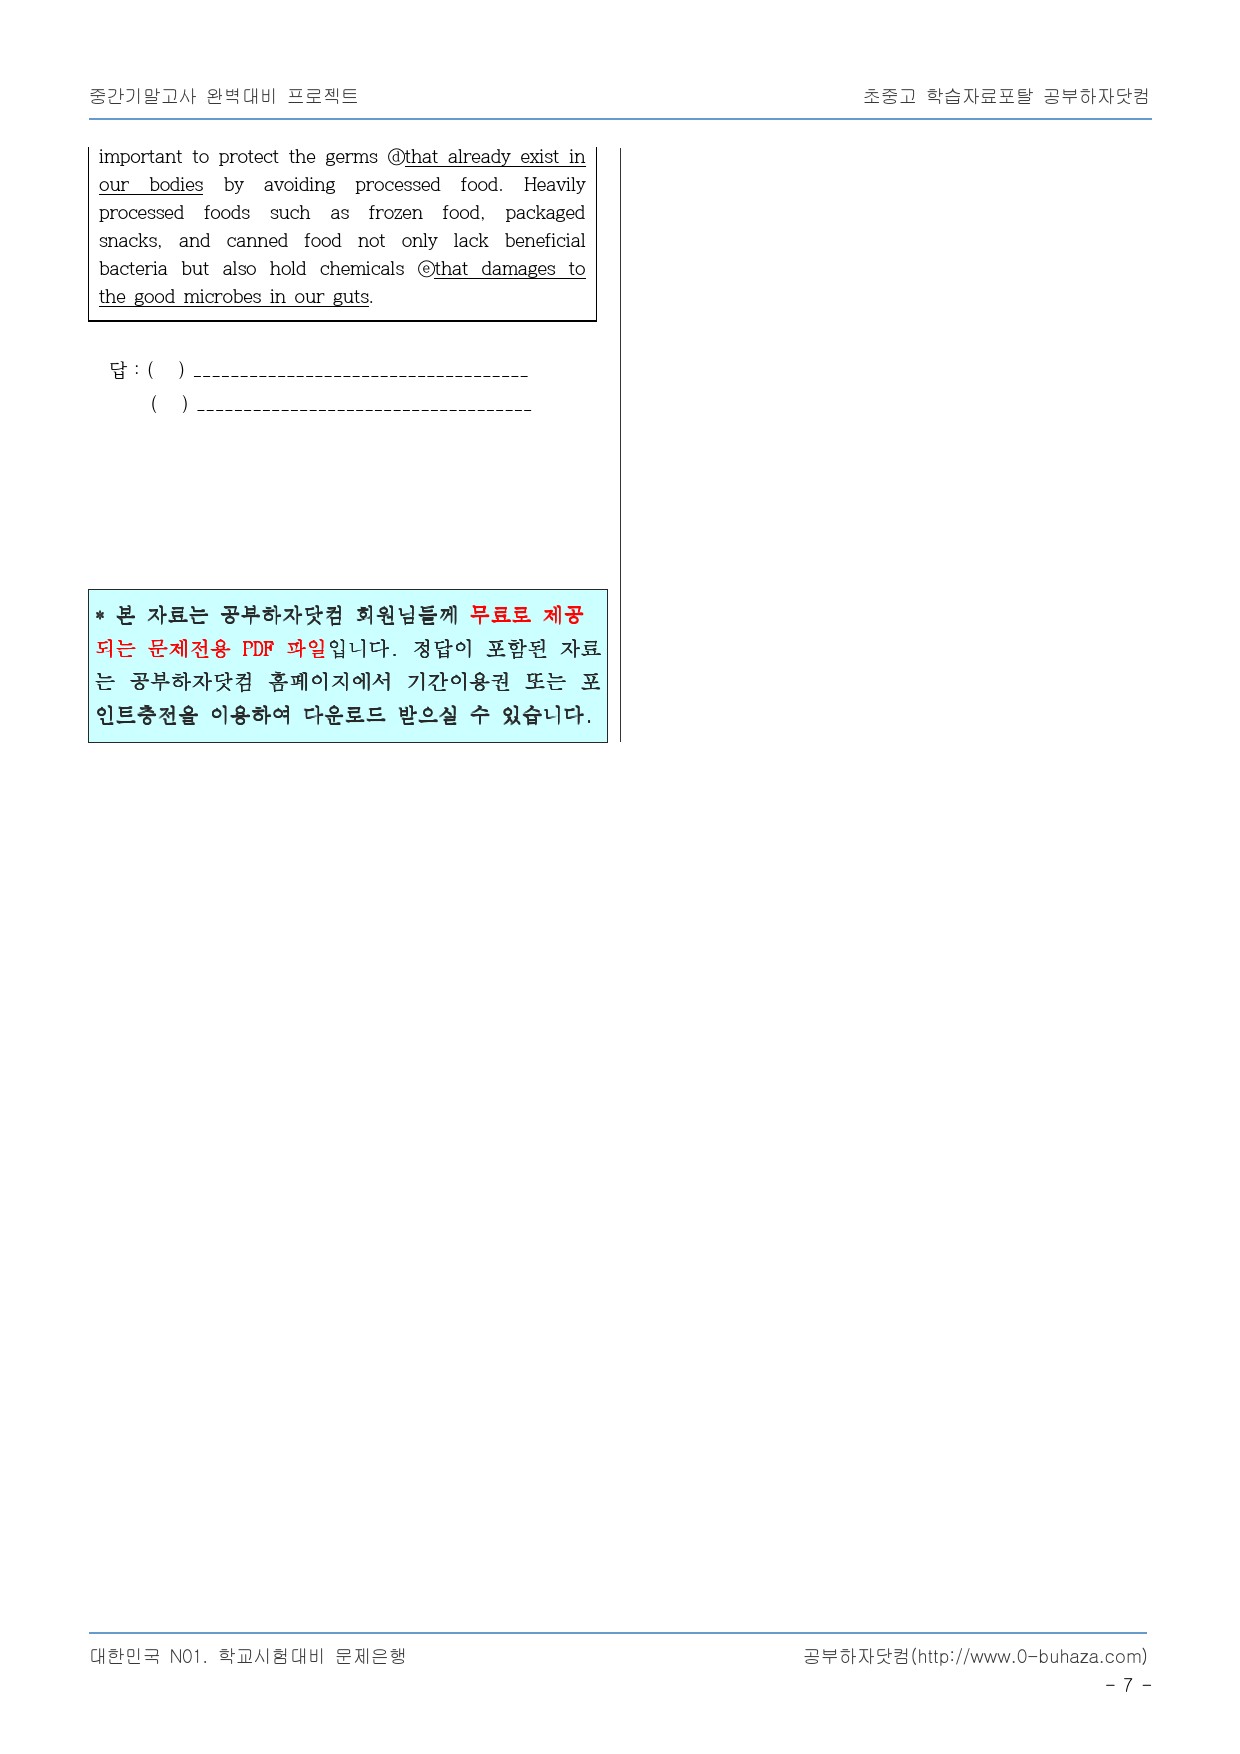 중간기말고사 완벽대비 프로젝트
초중고 학습자료포탈 공부하자닷컴
important to protect the germs ⓓthat already exist in
our bodies by avoiding processed food. Heavily
processed foods such as frozen food, packaged
snacks, and canned food not only lack beneficial
bacteria but also hold chemicals ⓔthat damages to
the good microbes in our guts.
답 : (    ) ____________________________________
(    ) ____________________________________
* 본 자료는 공부하자닷컴 회원님들께 무료로 제공
되는 문제전용 PDF 파일입니다. 정답이 포함된 자료
는 공부하자닷컴 홈페이지에서 기간이용권 또는 포
인트충전을 이용하여 다운로드 받으실 수 있습니다.
대한민국 N01. 학교시험대비 문제은행
공부하자닷컴(http://www.0-buhaza.com)
- 7 -